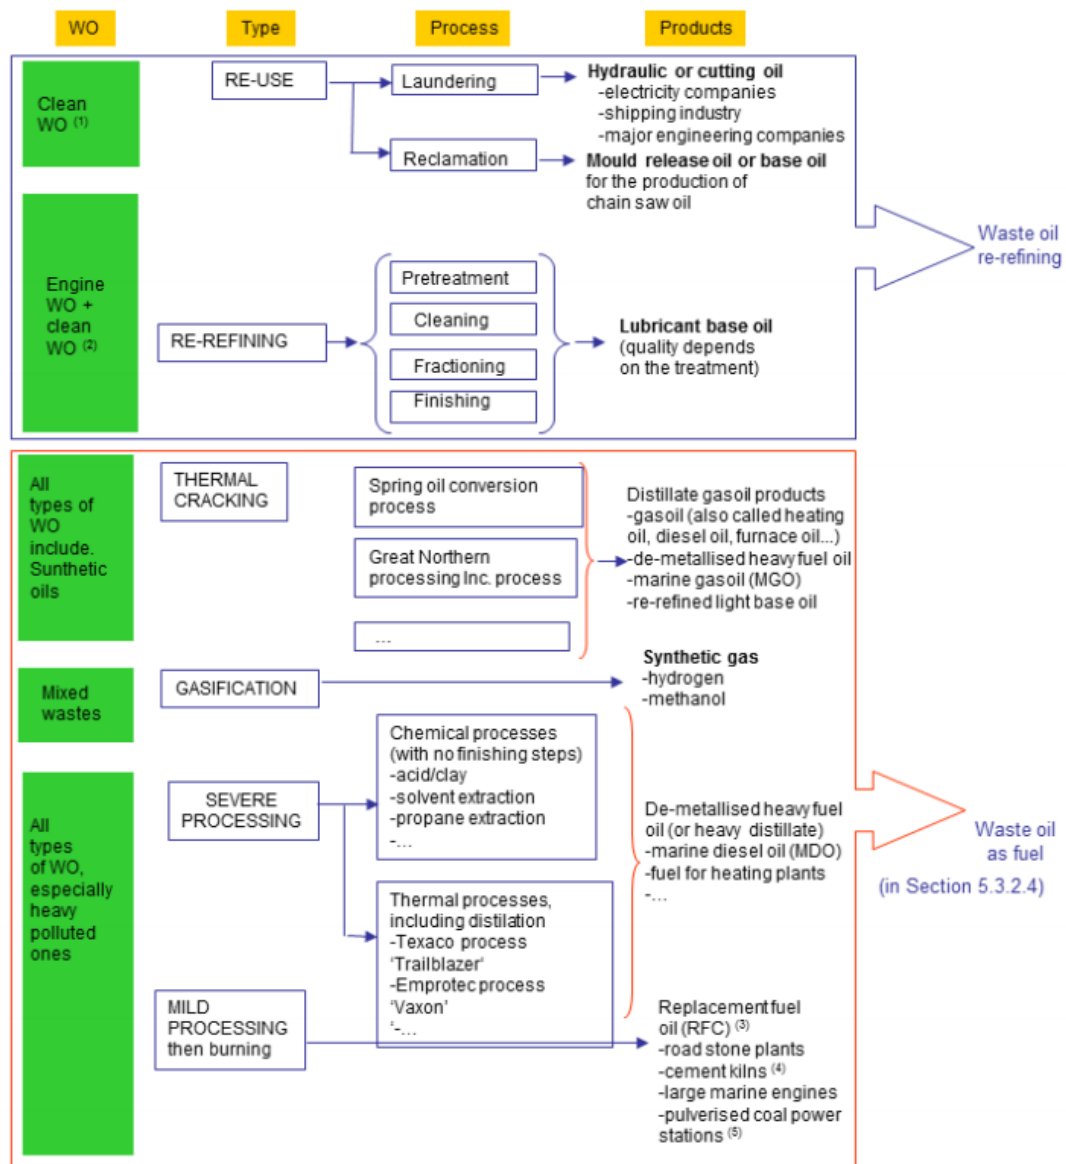 WO
Type
Process
Products
Clean
WO (1)
RE-USE
Laundering
Hydraulic or cutting oil
-electricity companies
-shipping industry
-major engineering companies
Reclamation
Mould release oil or base oil
for the production of
chain saw oil
Waste oil
re-refining
Engine
WO +
clean
WO (2)
RE-REFINING
Pretreatment
Cleaning
Fractioning
Finishing
Lubricant base oil
(quality depends
on the treatment)
All
types of
WO
include.
Sunthetic
oils
THERMAL
CRACKING
Spring oil conversion
process
Great Northern
processing Inc. process
...
Distillate gasoil products
-gasoil (also called heating
oil, diesel oil, furnace oil...)
-de-metallised heavy fuel oil
-marine gasoil (MGO)
-re-refined light base oil
Mixed
wastes
GASIFICATION
Synthetic gas
-hydrogen
-methanol
All
types
of WO,
especially
heavy
polluted
ones
SEVERE
PROCESSING
Chemical processes
(with no finishing steps)
-acid/clay
-solvent extraction
-propane extraction
-...
Thermal processes,
including distilation
-Texaco process
'Trailblazer'
-Emprotec process
'Vaxon'
'-...
De-metallised heavy fuel
oil (or heavy distillate)
-marine diesel oil (MDO)
-fuel for heating plants
-...
Waste oil
as fuel
(in Section 5.3.2.4)
MILD
PROCESSING
then burning
Replacement fuel
oil (RFC) (3)
-road stone plants
-cement kilns (4)
-large marine engines
-pulverised coal power
stations (5)